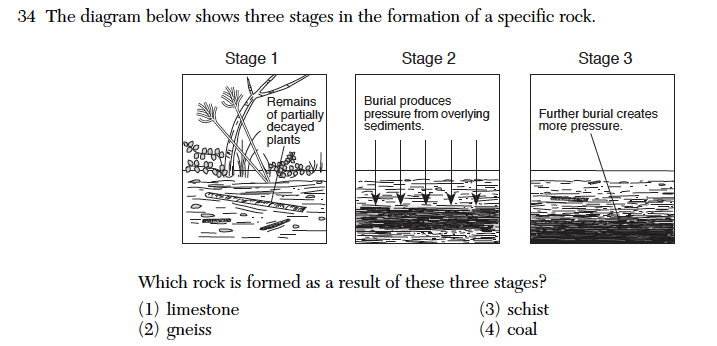 34 The diagram below shows three stages in the formation of a specific rock.
Stage 1
Stage 2
Stage 3
Remains
of partially
decayed
plants
Burial produces
pressure from overlying
sediments.
Further burial creates
more pressure.
Which rock is formed as a result of these three stages?
(1) limestone
(2) gneiss
(3) schist
(4) coal